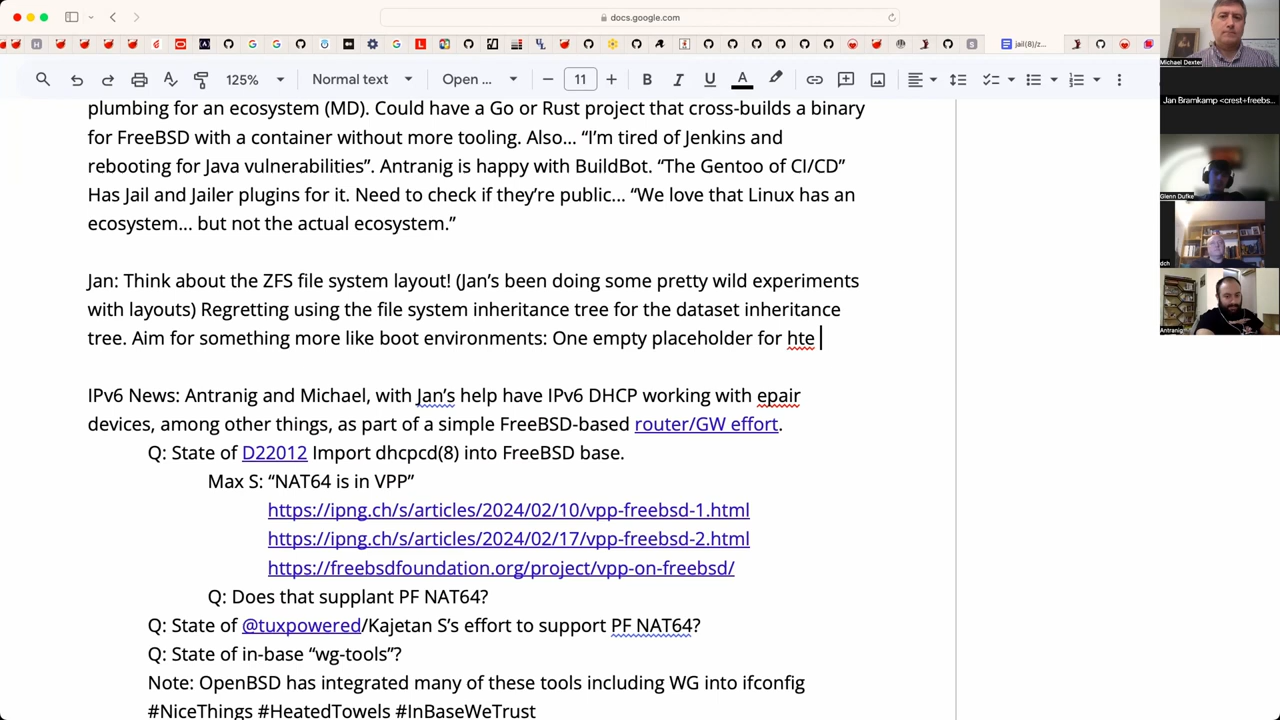 docs.google.com
jail(8)/z...
125%
Normal text
Open ...
11
plumbing for an ecosystem (MD). Could have a Go or Rust project that cross-builds a binary
for FreeBSD with a container without more tooling. Also... “I’m tired of Jenkins and
rebooting for Java vulnerabilities”. Antranig is happy with BuildBot. “The Gentoo of CI/CD”
Has Jail and Jailer plugins for it. Need to check if they’re public... “We love that Linux has an
ecosystem... but not the actual ecosystem.”
Jan: Think about the ZFS file system layout! (Jan’s been doing some pretty wild experiments
with layouts) Regretting using the file system inheritance tree for the dataset inheritance
tree. Aim for something more like boot environments: One empty placeholder for hte
IPv6 News: Antranig and Michael, with Jan’s help have IPv6 DHCP working with epair
devices, among other things, as part of a simple FreeBSD-based router/GW effort.
Q: State of D22012 Import dhcpcd(8) into FreeBSD base.
Max S: “NAT64 is in VPP”
https://ipng.ch/s/articles/2024/02/10/vpp-freebsd-1.html
https://ipng.ch/s/articles/2024/02/17/vpp-freebsd-2.html
https://freebsdfoundation.org/project/vpp-on-freebsd/
Q: Does that supplant PF NAT64?
Q: State of @tuxpowered/Kajetan S’s effort to support PF NAT64?
Q: State of in-base “wg-tools”?
Note: OpenBSD has integrated many of these tools including WG into ifconfig
#NiceThings #HeatedTowels #InBaseWeTrust
Michael Dexter
Jan Bramkamp <crest+freebs...
Glenn Dufke
dch
Antranig